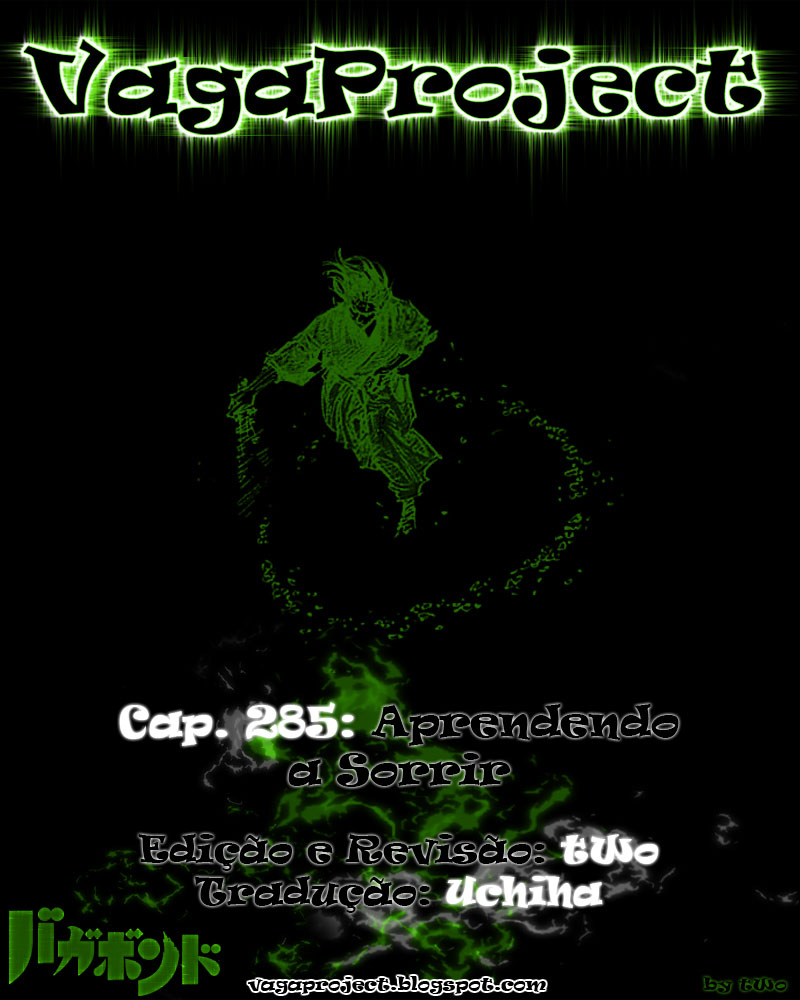 VagaProject
Cap. 285: Aprendendo
a Sorrir
Edição e Revisão: tWo
Tradução: Uchiha
バガボンド
vagaproject.blogspot.com
by tWo